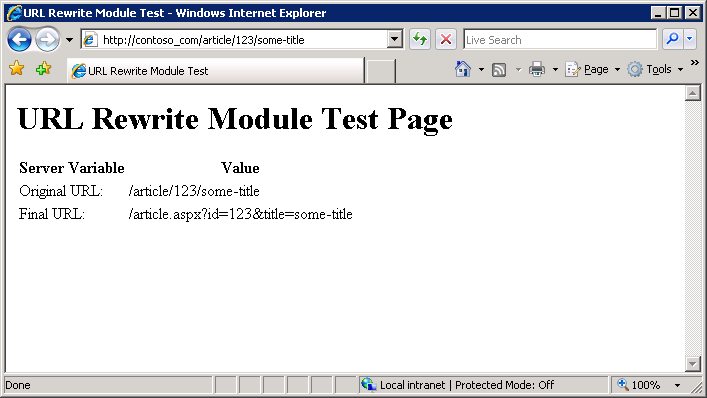 URL Rewrite Module Test - Windows Internet Explorer
http://contoso_com/article/123/some-title
Live Search
URL Rewrite Module Test
Page
Tools
URL Rewrite Module Test Page
Server Variable Value
Original URL: /article/123/some-title
Final URL: /article.aspx?id=123&title=some-title
Done
Local intranet | Protected Mode: Off
100%